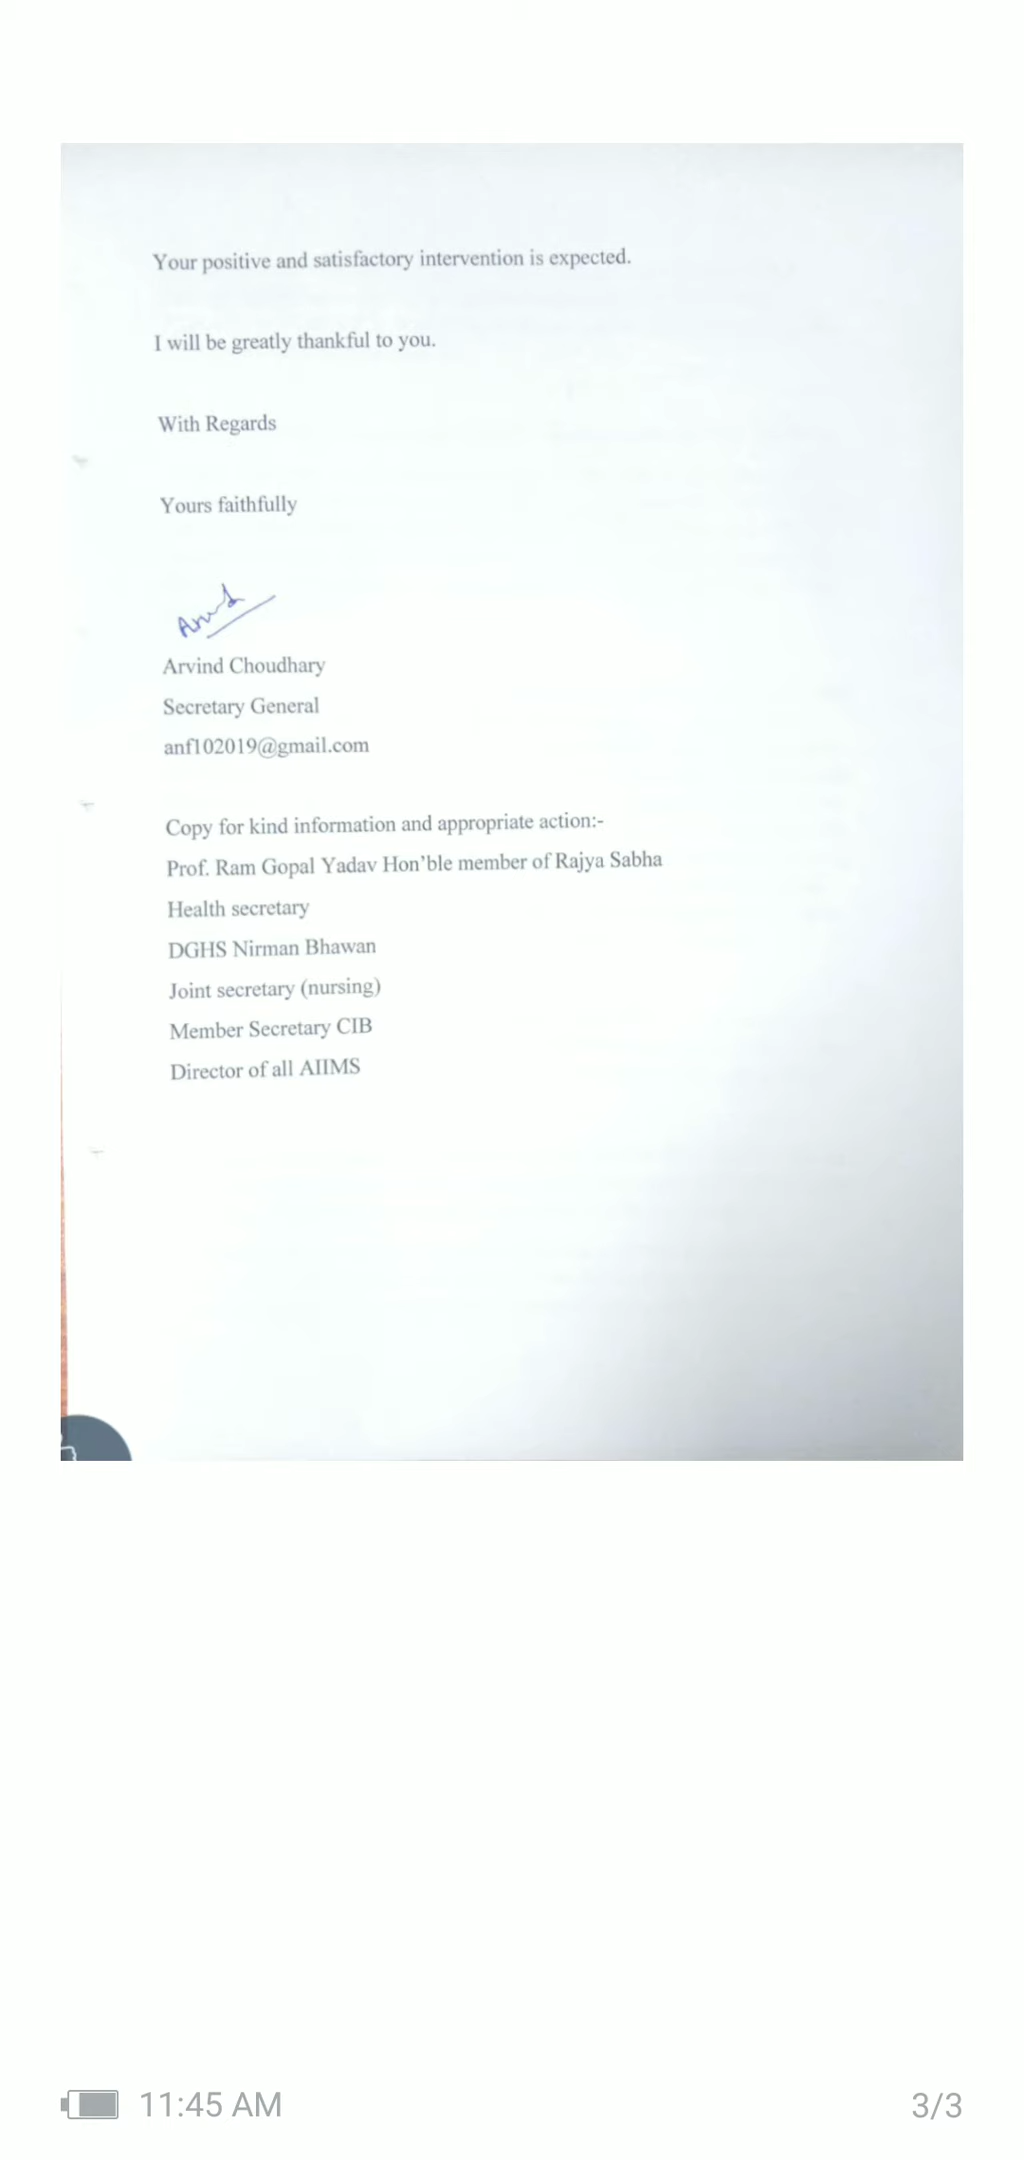 Your positive and satisfactory intervention is expected.
I will be greatly thankful to you.
With Regards
Yours faithfully
Arvind
Arvind Choudhary
Secretary General
anf102019@gmail.com
Copy for kind information and appropriate action:-
Prof. Ram Gopal Yadav Hon'ble member of Rajya Sabha
Health secretary
DGHS Nirman Bhawan
Joint secretary (nursing)
Member Secretary CIB
Director of all AIIMS
11:45 AM
3/3